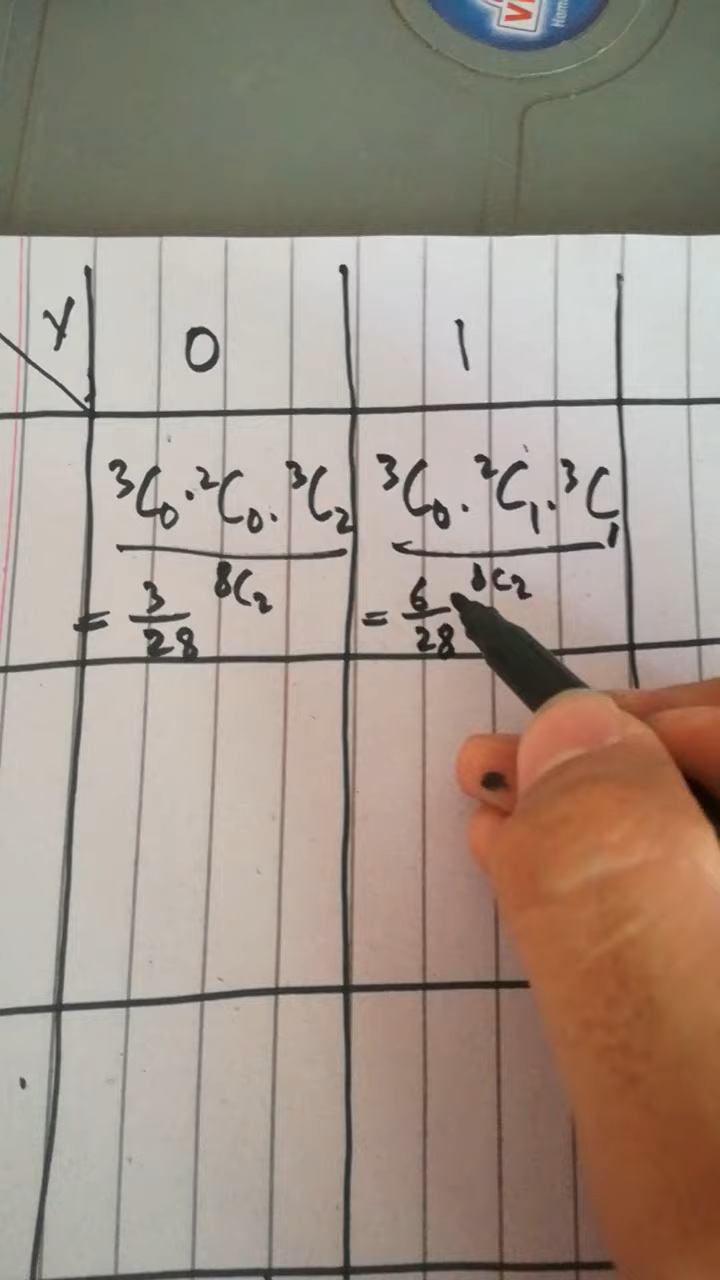 Y
0
1
³C₀.²C₀.³C₂
⁸C₂
= 3/28
³C₀.²C₁.³C₁
⁸C₂
= 6/28